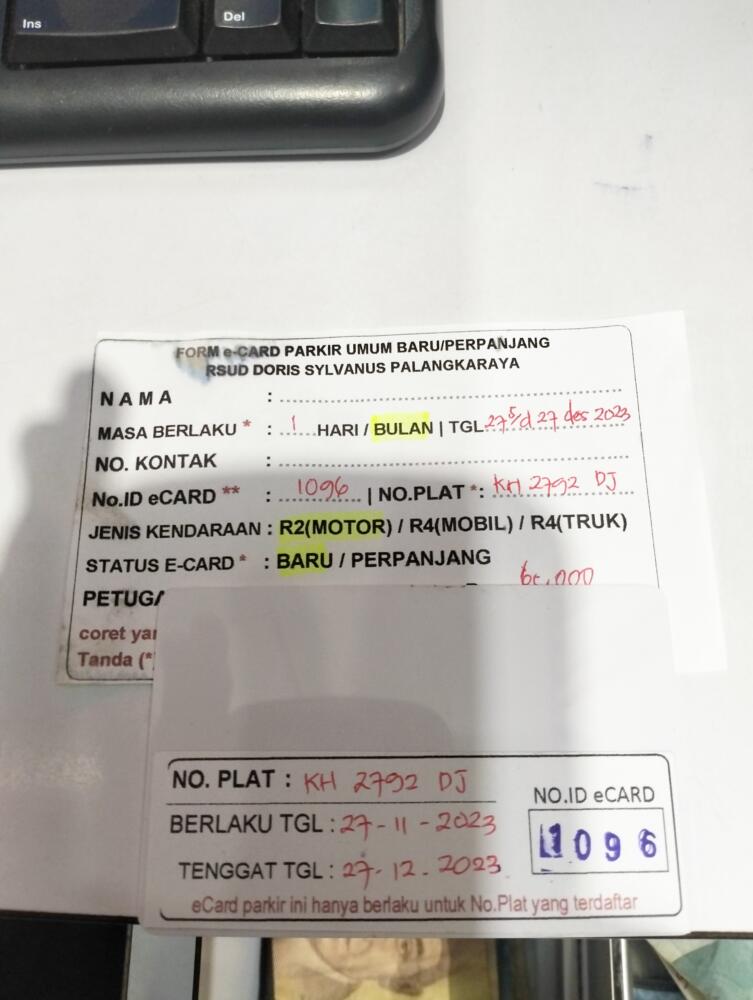 Ins
Del
FORM e-CARD PARKIR UMUM BARU/PERPANJANG
RSUD DORIS SYLVANUS PALANGKARAYA
NAMA :
MASA BERLAKU * : 1 HARI / BULAN | TGL 27 s/d 27 des 2023
NO. KONTAK :
No.ID eCARD ** : 1096 | NO.PLAT *: KH 2792 DJ
JENIS KENDARAAN : R2(MOTOR) / R4(MOBIL) / R4(TRUK)
STATUS E-CARD * : BARU / PERPANJANG
PETUGA
coret yan
Tanda (*
NO. PLAT : KH 2792 DJ
BERLAKU TGL : 27-11-2023
TENGGAT TGL : 27-12-2023
NO.ID eCARD
1096
eCard parkir ini hanya berlaku untuk No.Plat yang terdaftar